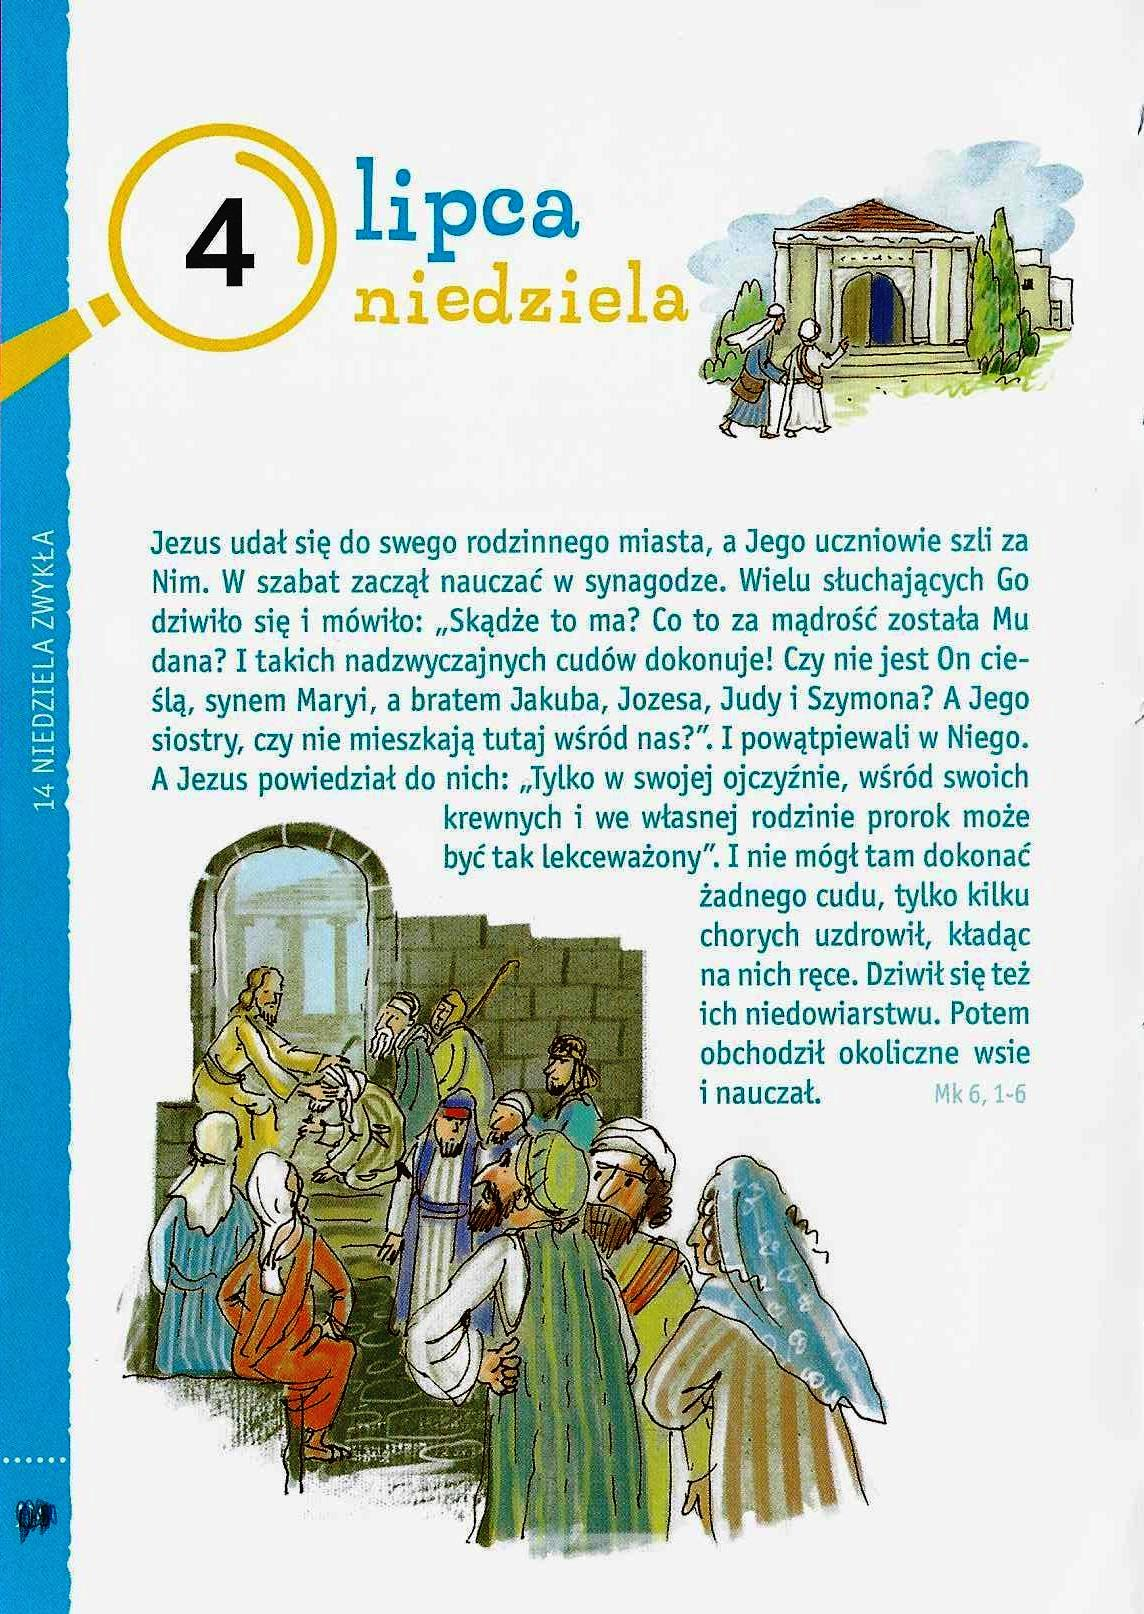 4
lipca
niedziela
Jezus udał się do swego rodzinnego miasta, a Jego uczniowie szli za
Nim. W szabat zaczął nauczać w synagodze. Wielu słuchających Go
dziwiło się i mówiło: „Skądże to ma? Co to za mądrość została Mu
dana? I takich nadzwyczajnych cudów dokonuje! Czy nie jest On cie-
ślą, synem Maryi, a bratem Jakuba, Jozesa, Judy i Szymona? A Jego
siostry, czy nie mieszkają tutaj wśród nas?”. I powątpiewali w Niego.
A Jezus powiedział do nich: „Tylko w swojej ojczyźnie, wśród swoich
krewnych i we własnej rodzinie prorok może
być tak lekceważony”. I nie mógł tam dokonać
żadnego cudu, tylko kilku
chorych uzdrowił, kładąc
na nich ręce. Dziwił się też
ich niedowiarstwu. Potem
obchodził okoliczne wsie
i nauczał. Mk 6, 1-6
14 NIEDZIELA ZWYKŁA